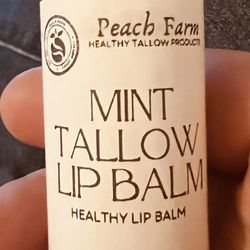 Peach Farm
HEALTHY TALLOW PRODUCTS
MINT
TALLOW
LIP BALM
HEALTHY LIP BALM